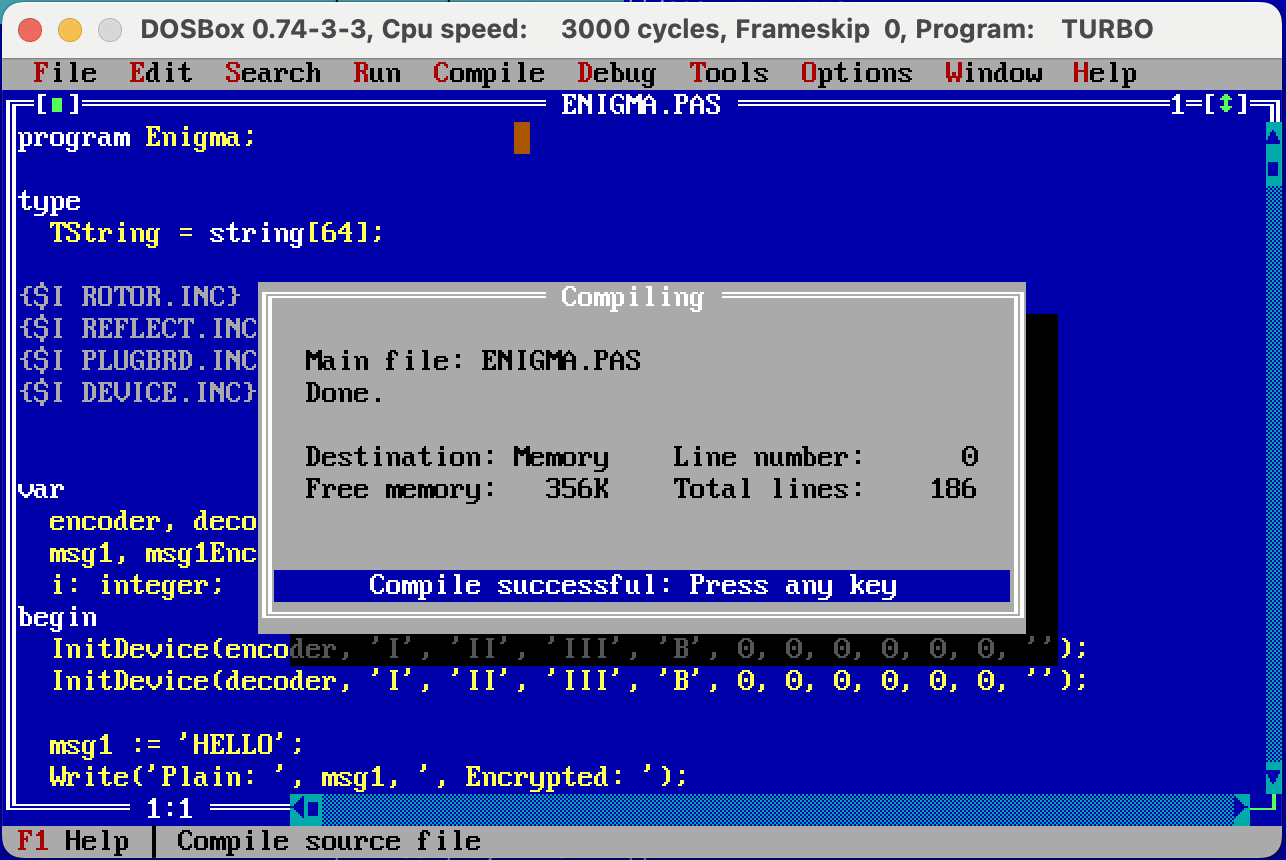 DOSBox 0.74-3-3, Cpu speed: 3000 cycles, Frameskip 0, Program: TURBO
File Edit Search Run Compile Debug Tools Options Window Help
[■] ENIGMA.PAS 1=[↕]
program Enigma;
type
TString = string[64];
{$I ROTOR.INC}
{$I REFLECT.INC
{$I PLUGBRD.INC
{$I DEVICE.INC}
Compiling
Main file: ENIGMA.PAS
Done.
Destination: Memory Line number: 0
Free memory: 356K Total lines: 186
Compile successful: Press any key
var
encoder, deco
msg1, msg1Enc
i: integer;
begin
InitDevice(encoder, 'I', 'II', 'III', 'B', 0, 0, 0, 0, 0, 0, '');
InitDevice(decoder, 'I', 'II', 'III', 'B', 0, 0, 0, 0, 0, 0, '');
msg1 := 'HELLO';
Write('Plain: ', msg1, ', Encrypted: ');
1:1
F1 Help | Compile source file